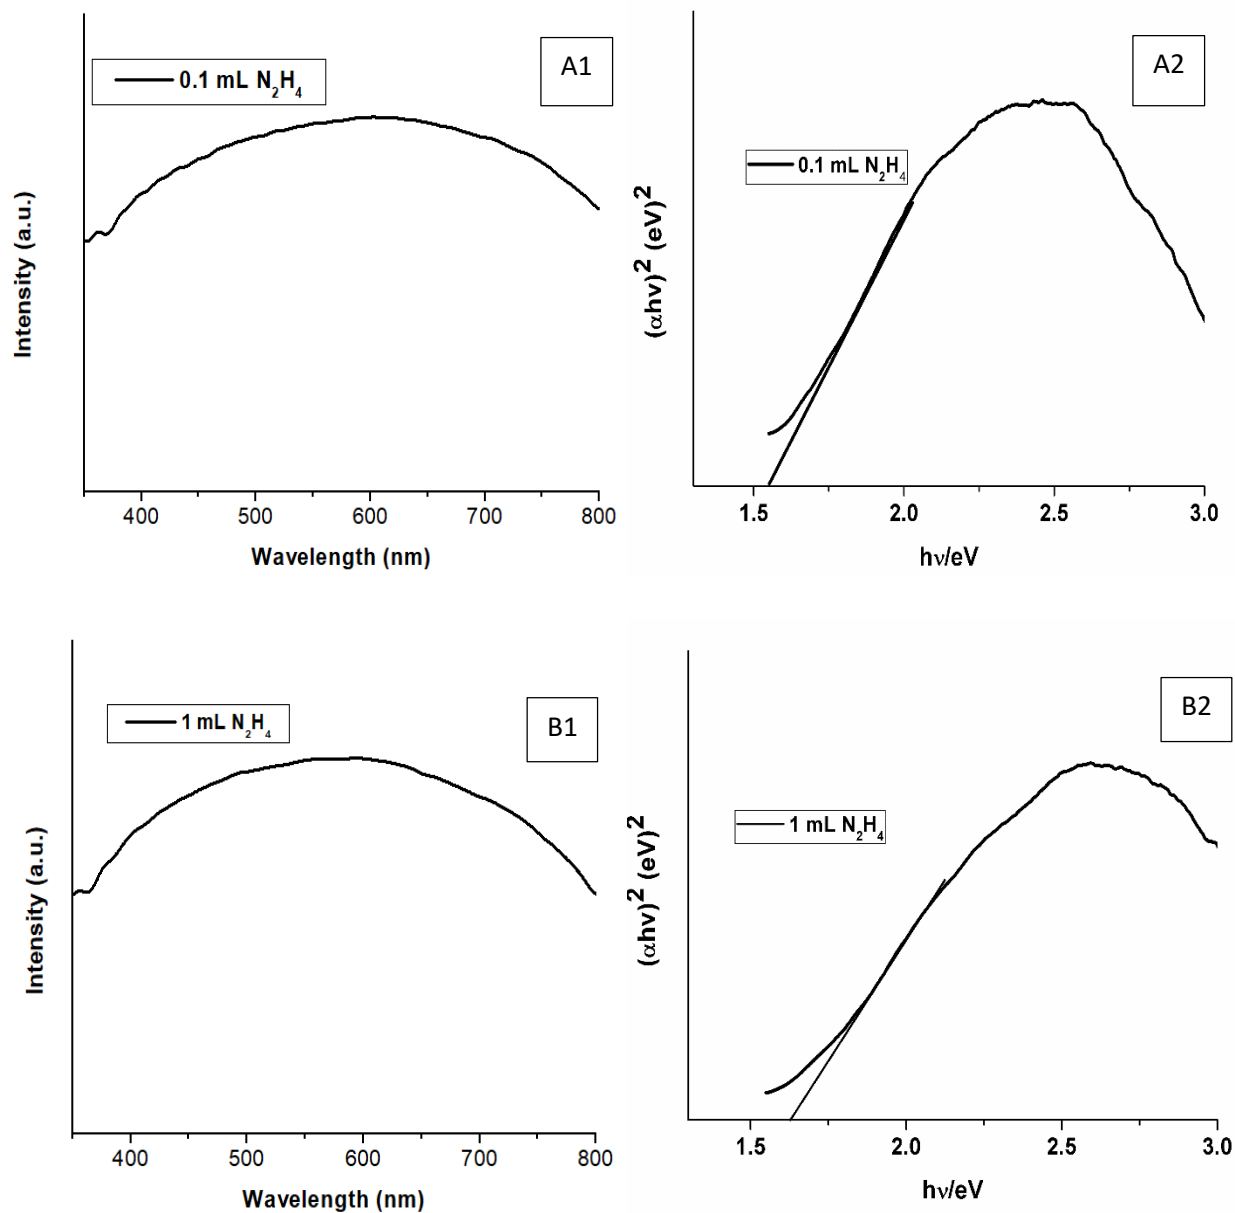 0.1 mL N₂H₄
A1
Intensity (a.u.)
400 500 600 700 800
Wavelength (nm)
0.1 mL N₂H₄
A2
(αhν)² (eV)²
1.5 2.0 2.5 3.0
hν/eV
1 mL N₂H₄
B1
Intensity (a.u.)
400 500 600 700 800
Wavelength (nm)
1 mL N₂H₄
B2
(αhν)² (eV)²
1.5 2.0 2.5 3.0
hν/eV